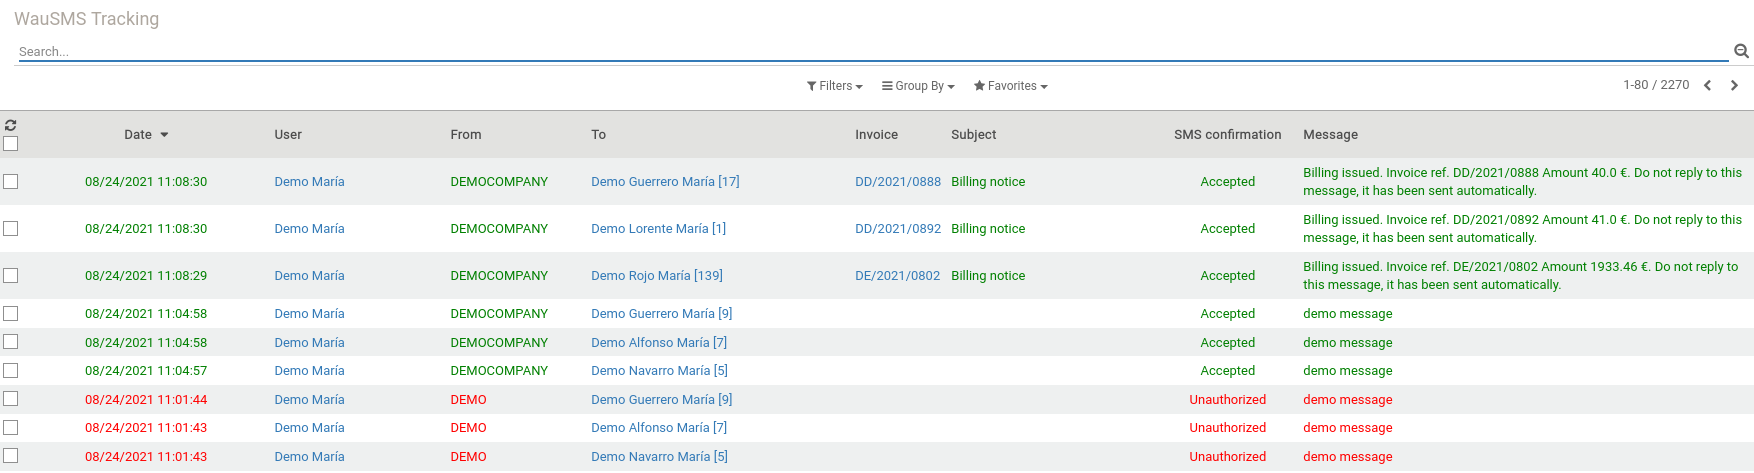 WauSMS Tracking
Search...
Filters Group By Favorites 1-80 / 2270
Date User From To Invoice Subject SMS confirmation Message
08/24/2021 11:08:30 Demo María DEMOCOMPANY Demo Guerrero María [17] DD/2021/0888 Billing notice Accepted Billing issued. Invoice ref. DD/2021/0888 Amount 40.0 €. Do not reply to this
message, it has been sent automatically.
08/24/2021 11:08:30 Demo María DEMOCOMPANY Demo Lorente María [1] DD/2021/0892 Billing notice Accepted Billing issued. Invoice ref. DD/2021/0892 Amount 41.0 €. Do not reply to this
message, it has been sent automatically.
08/24/2021 11:08:29 Demo María DEMOCOMPANY Demo Rojo María [139] DE/2021/0802 Billing notice Accepted Billing issued. Invoice ref. DE/2021/0802 Amount 1933.46 €. Do not reply to
this message, it has been sent automatically.
08/24/2021 11:04:58 Demo María DEMOCOMPANY Demo Guerrero María [9] Accepted demo message
08/24/2021 11:04:58 Demo María DEMOCOMPANY Demo Alfonso María [7] Accepted demo message
08/24/2021 11:04:57 Demo María DEMOCOMPANY Demo Navarro María [5] Accepted demo message
08/24/2021 11:01:44 Demo María DEMO Demo Guerrero María [9] Unauthorized demo message
08/24/2021 11:01:43 Demo María DEMO Demo Alfonso María [7] Unauthorized demo message
08/24/2021 11:01:43 Demo María DEMO Demo Navarro María [5] Unauthorized demo message